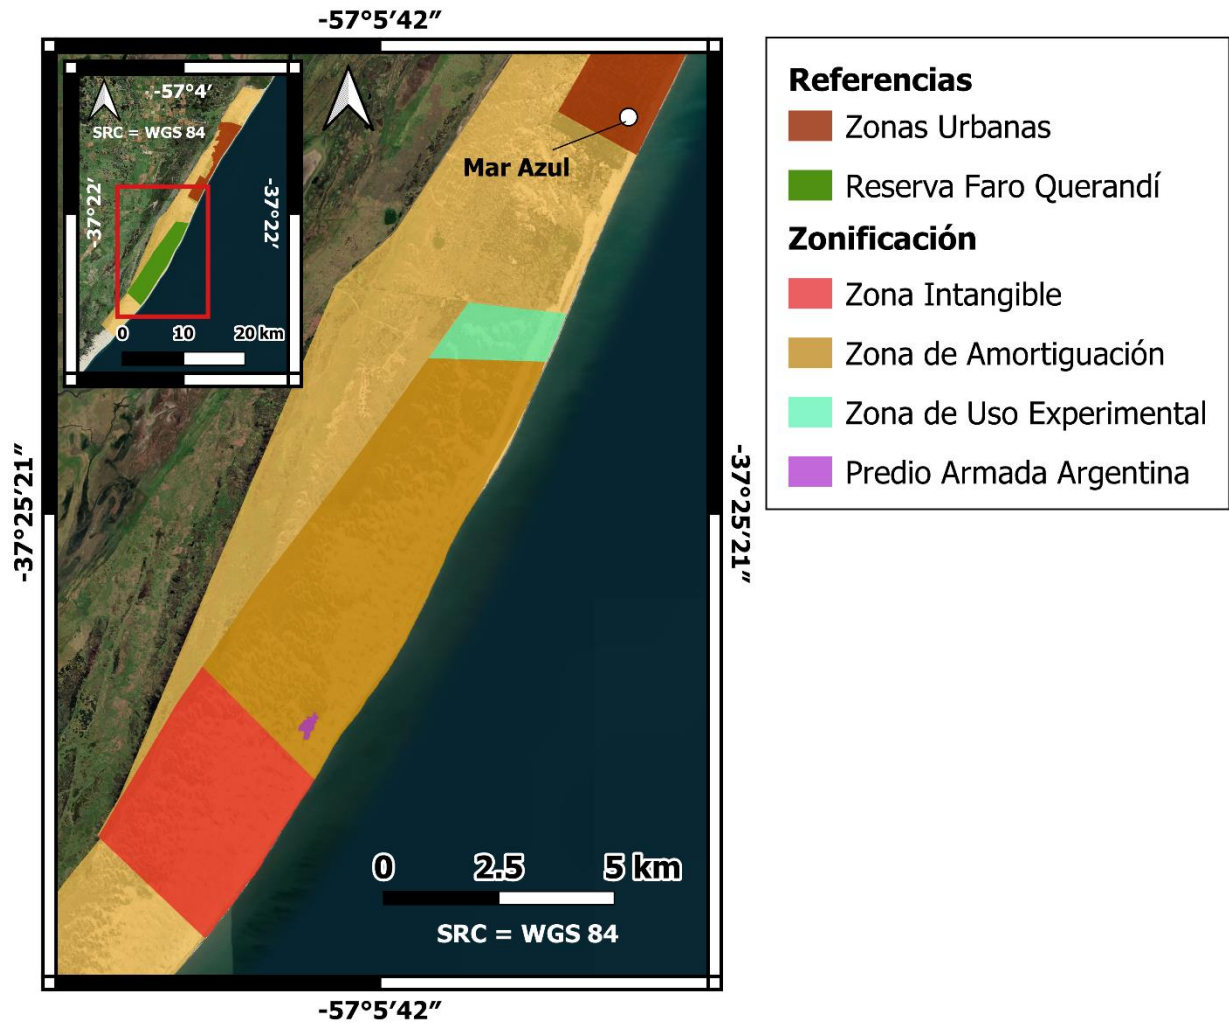 -57°5’42”
-57°4’
SRC = WGS 84
-37°22’
-37°22’
0 10 20 km
Mar Azul
-37°25’21”
-37°25’21”
0 2.5 5 km
SRC = WGS 84
-57°5’42”
Referencias
Zonas Urbanas
Reserva Faro Querandí
Zonificación
Zona Intangible
Zona de Amortiguación
Zona de Uso Experimental
Predio Armada Argentina